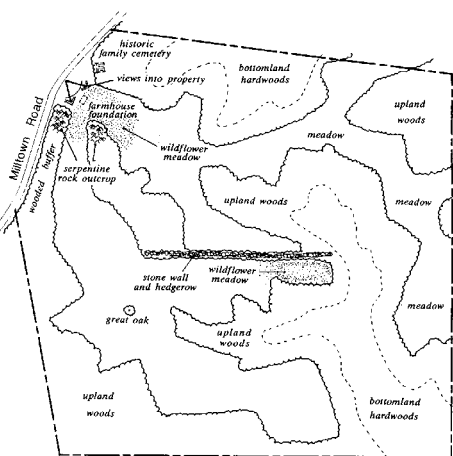 historic
family cemetery
bottomland
hardwoods
views into property
upland
woods
farmhouse
foundation
Milltown Road
meadow
wildflower
meadow
serpentine
rock outcrop
wooded buffer
upland woods
meadow
stone wall
and hedgerow
wildflower
meadow
great oak
upland
woods
meadow
upland
woods
bottomland
hardwoods